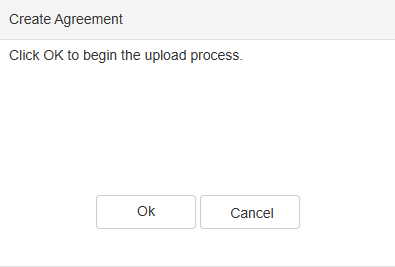 Create Agreement
Click OK to begin the upload process.
Ok
Cancel